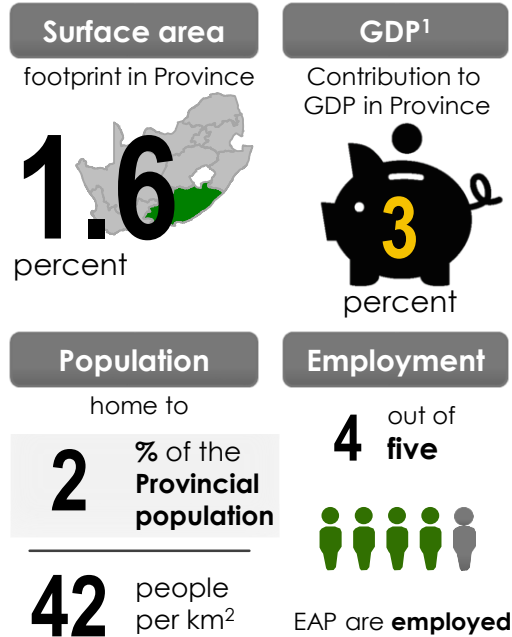 Surface area
footprint in Province
1.6
percent
GDP¹
Contribution to
GDP in Province
3
percent
Population
home to
2
% of the
Provincial
population
42
people
per km²
Employment
4
out of
five
EAP are employed